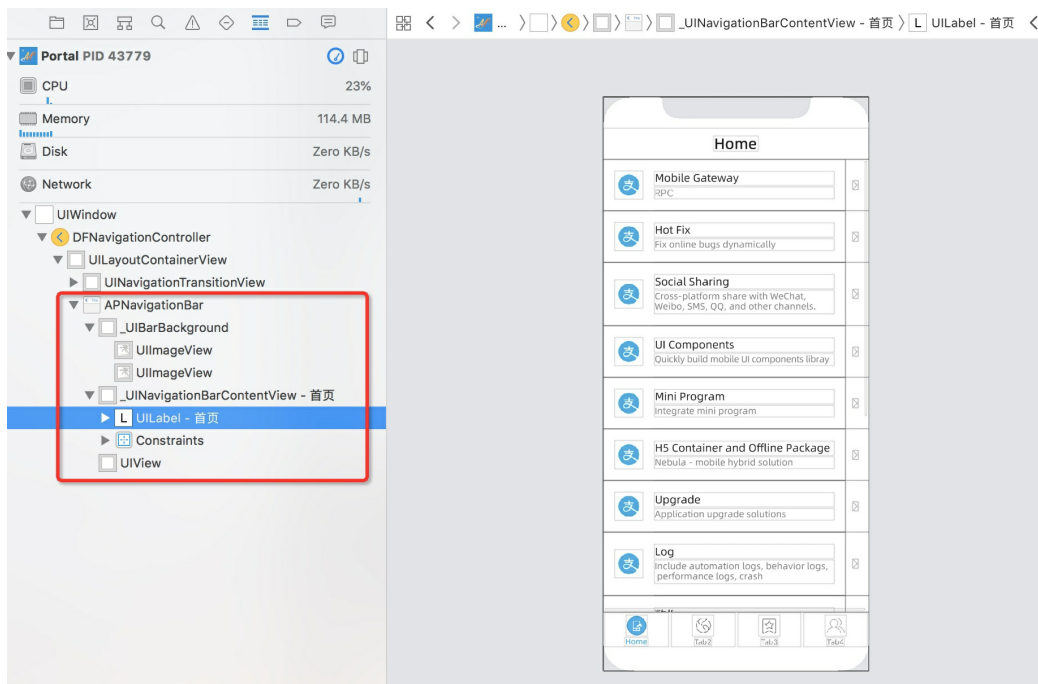 ... _UINavigationBarContentView - 首页 L UILabel - 首页
Portal PID 43779
CPU 23%
Memory 114.4 MB
Disk Zero KB/s
Network Zero KB/s
UIWindow
DFNavigationController
UILayoutContainerView
UINavigationTransitionView
APNavigationBar
_UIBarBackground
UIImageView
UIImageView
_UINavigationBarContentView - 首页
L UILabel - 首页
Constraints
UIView
Home
Mobile Gateway
RPC
Hot Fix
Fix online bugs dynamically
Social Sharing
Cross-platform share with WeChat,
Weibo, SMS, QQ, and other channels.
UI Components
Quickly build mobile UI components libray
Mini Program
Integrate mini program
H5 Container and Offline Package
Nebula - mobile hybrid solution
Upgrade
Application upgrade solutions
Log
Include automation logs, behavior logs,
performance logs, crash
Home Tab2 Tab3 Tab4